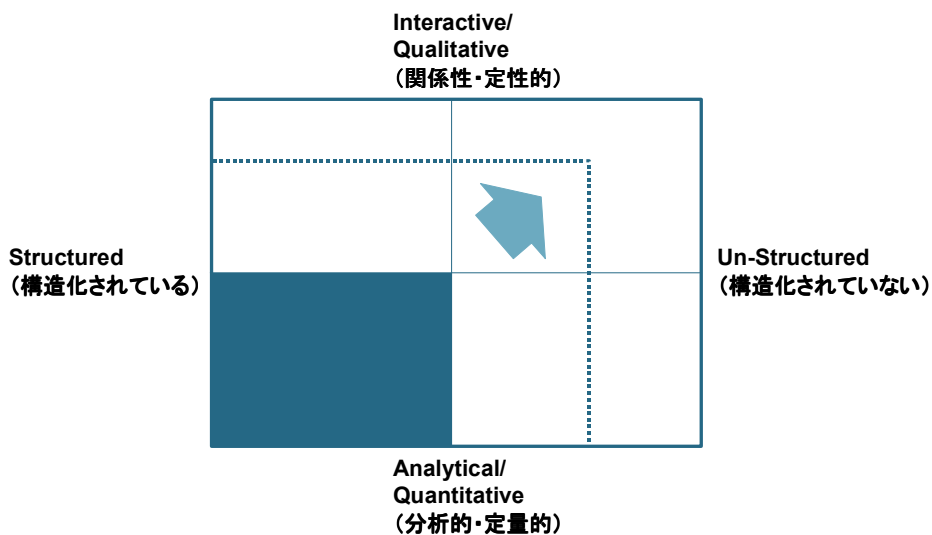 Interactive/
Qualitative
（関係性・定性的）
Structured
（構造化されている）
Un-Structured
（構造化されていない）
Analytical/
Quantitative
（分析的・定量的）